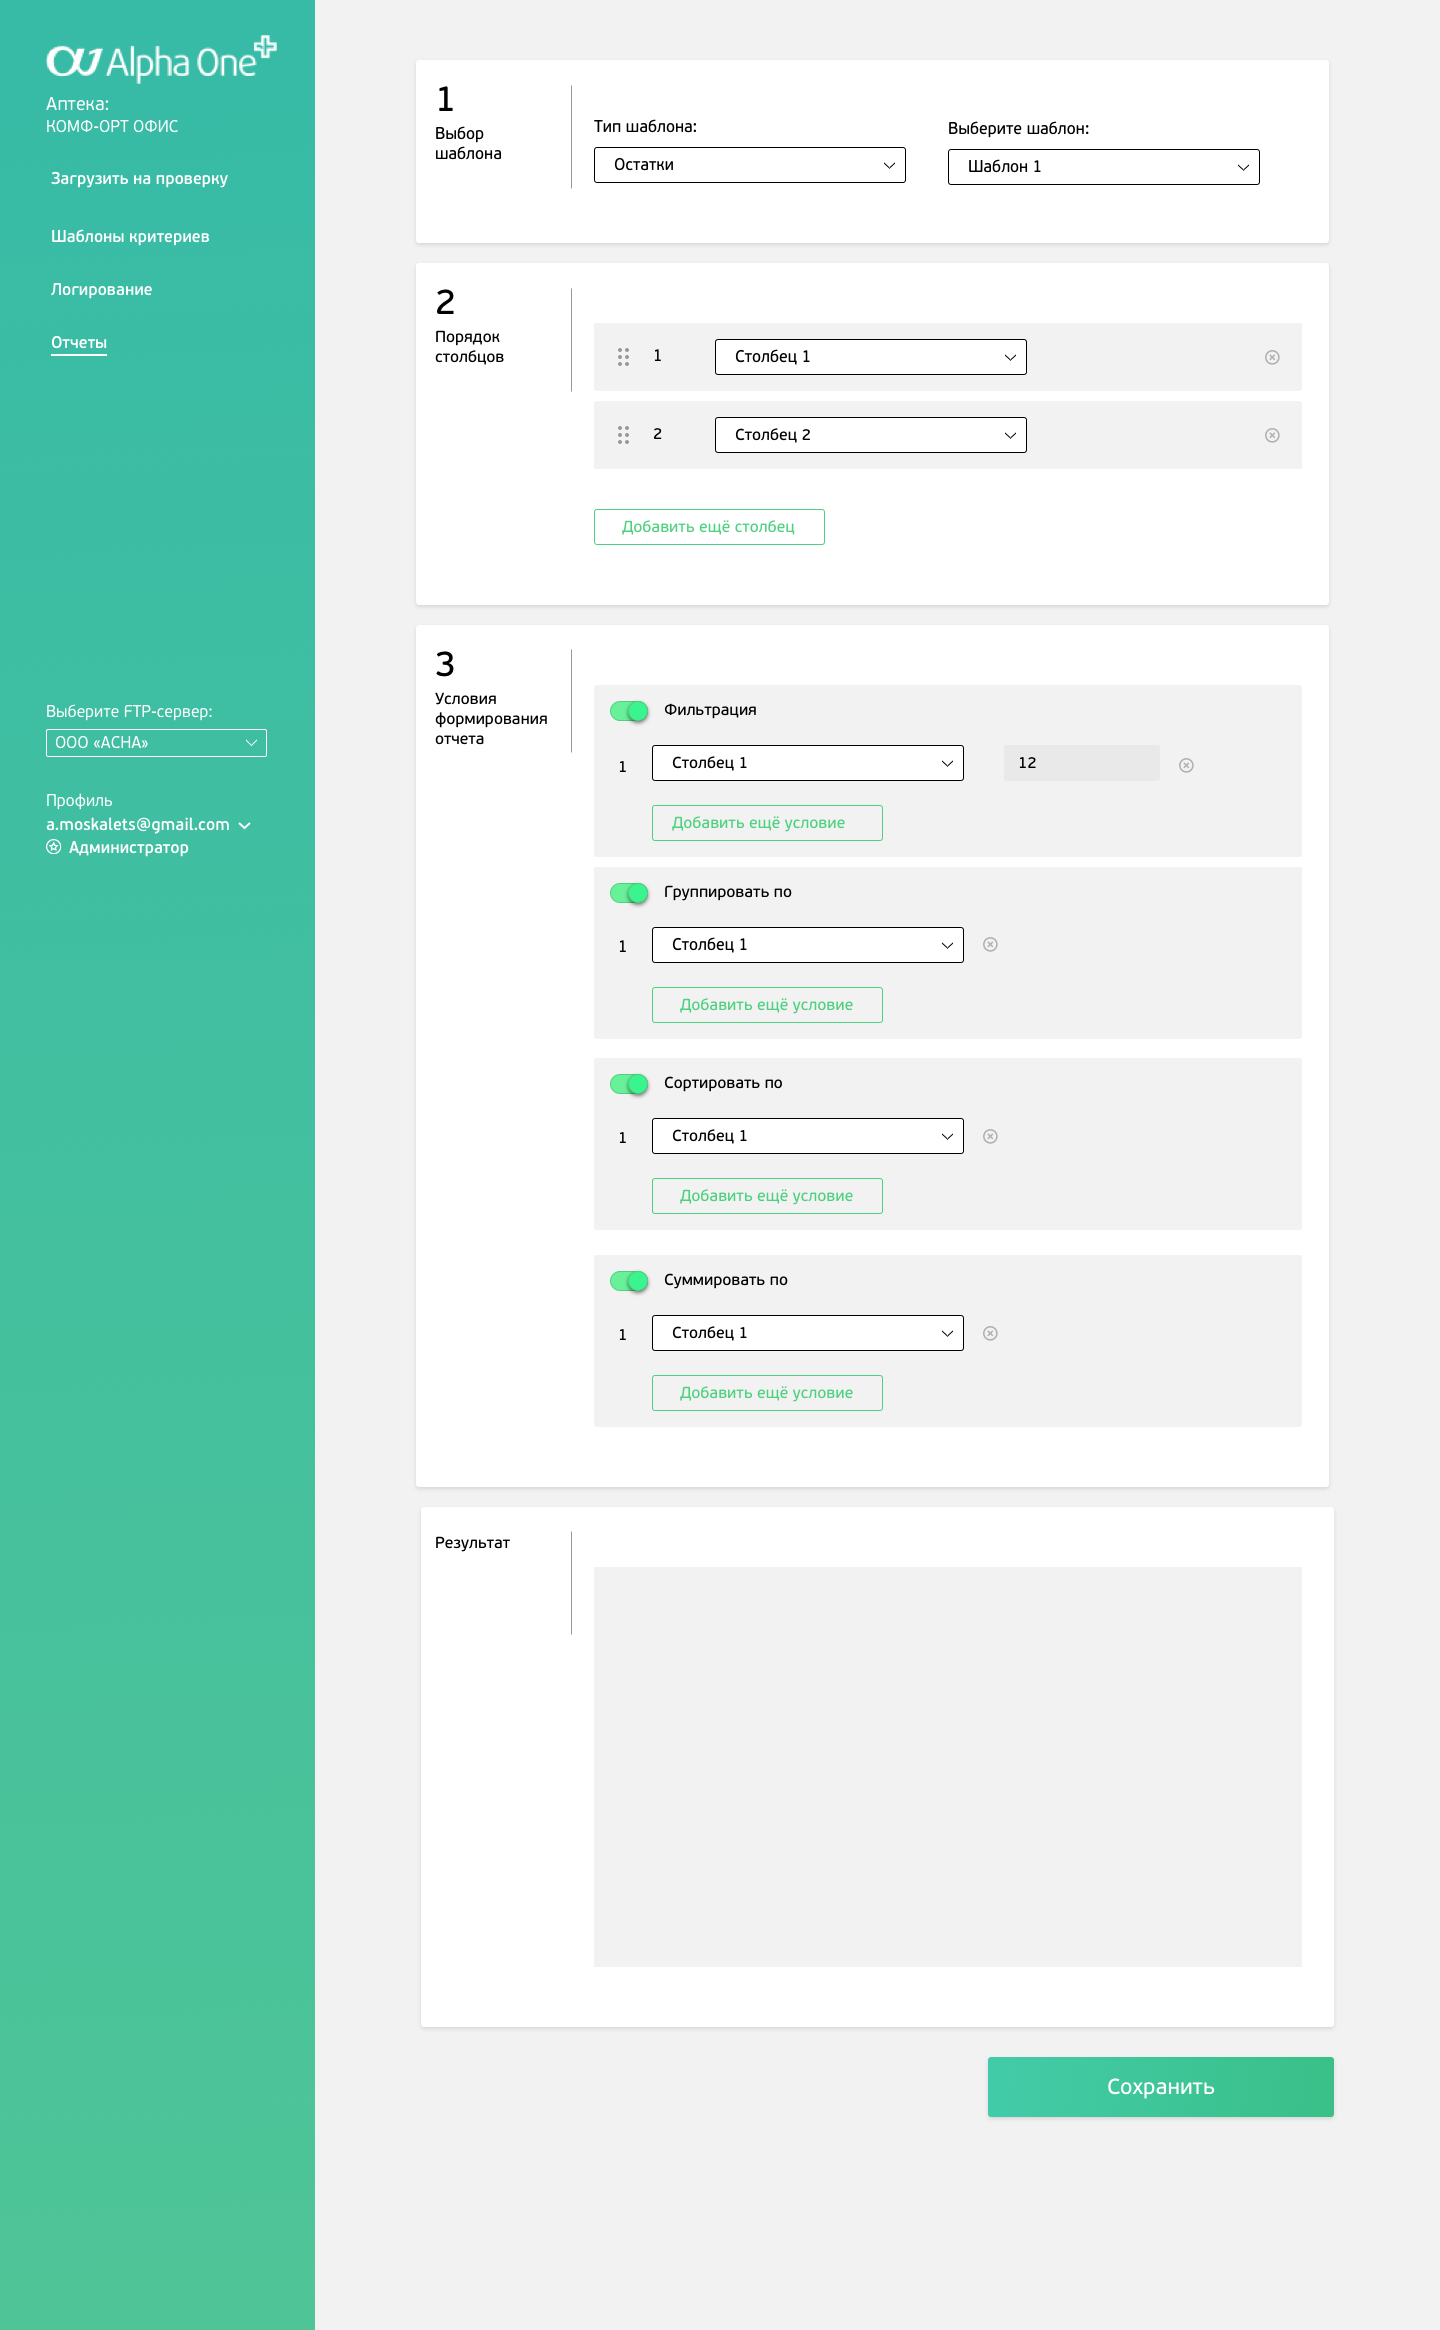 Alpha One
Аптека:
КОМФ-ОРТ ОФИС
Загрузить на проверку
Шаблоны критериев
Логирование
Отчеты
Выберите FTP-сервер:
ООО «АСНА»
Профиль
a.moskalets@gmail.com
Администратор
1
Выбор
шаблона
Тип шаблона:
Остатки
Выберите шаблон:
Шаблон 1
2
Порядок
столбцов
1
Столбец 1
2
Столбец 2
Добавить ещё столбец
3
Условия
формирования
отчета
Фильтрация
1
Столбец 1
12
Добавить ещё условие
Группировать по
1
Столбец 1
Добавить ещё условие
Сортировать по
1
Столбец 1
Добавить ещё условие
Суммировать по
1
Столбец 1
Добавить ещё условие
Результат
Сохранить